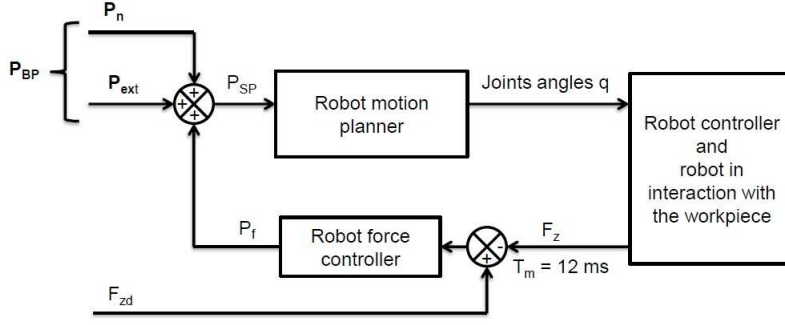 P_n
P_BP
P_ext
+
+
+
P_SP
Robot motion
planner
Joints angles q
Robot controller
and
robot in
interaction with
the workpiece
P_f
Robot force
controller
-
+
F_z
T_m = 12 ms
F_zd